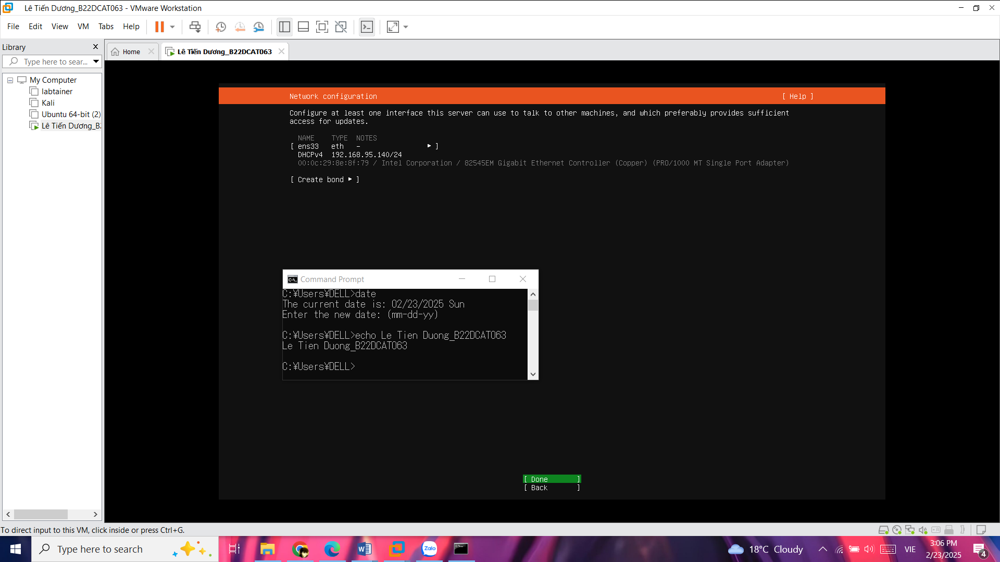 Lê Tiến Dương_B22DCAT063 - VMware Workstation
File Edit View VM Tabs Help
Library
Type here to sear...
My Computer
labtainer
Kali
Ubuntu 64-bit (2)
Lê Tiến Dương_B
Home
Lê Tiến Dương_B22DCAT063
Network configuration [ Help ]
Configure at least one interface this server can use to talk to other machines, and which preferably provides sufficient
access for updates.
NAME TYPE NOTES
[ ens33 eth - ▸ ]
DHCPv4 192.168.95.140/24
00:0c:29:8e:8f:79 / Intel Corporation / 82545EM Gigabit Ethernet Controller (Copper) (PRO/1000 MT Single Port Adapter)
[ Create bond ▸ ]
Command Prompt
C:¥Users¥DELL>date
The current date is: 02/23/2025 Sun
Enter the new date: (mm-dd-yy)
C:¥Users¥DELL>echo Le Tien Duong_B22DCAT063
Le Tien Duong_B22DCAT063
C:¥Users¥DELL>
[ Done ]
[ Back ]
To direct input to this VM, click inside or press Ctrl+G.
Type here to search
Zalo
18°C Cloudy
VIE
3:06 PM
2/23/2025
4